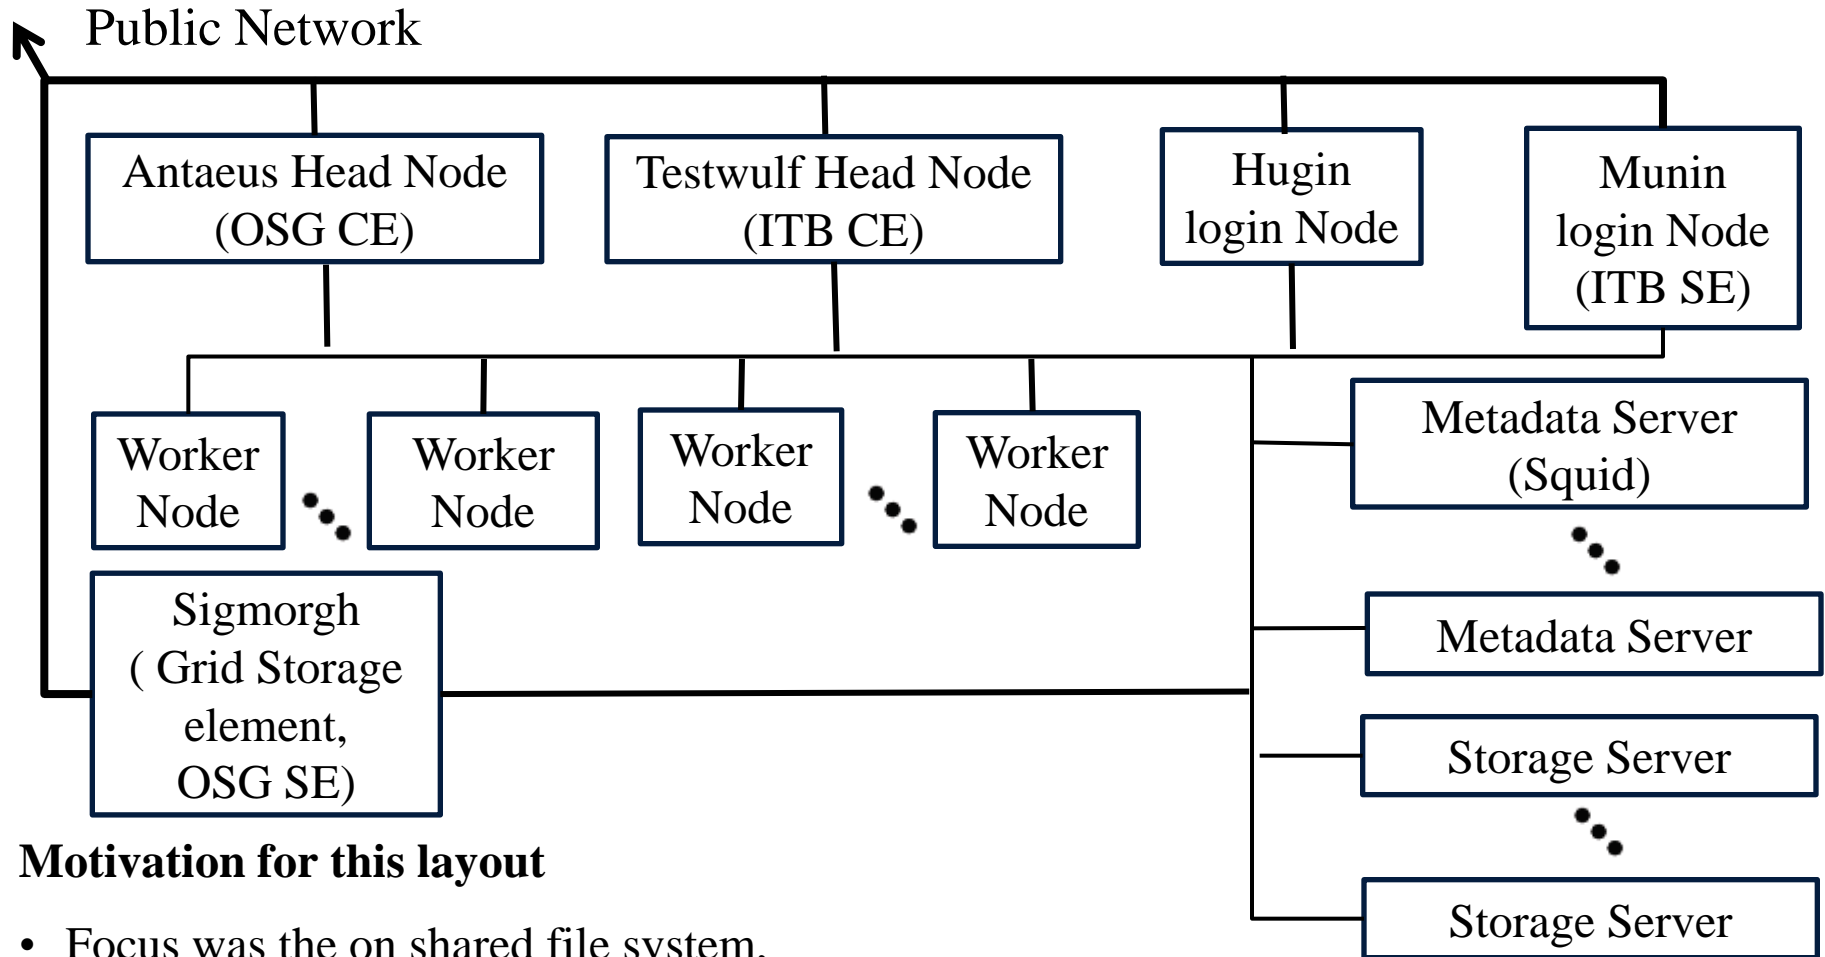 Public Network
Antaeus Head Node
(OSG CE)
Testwulf Head Node
(ITB CE)
Hugin
login Node
Munin
login Node
(ITB SE)
Worker
Node
Worker
Node
Worker
Node
Worker
Node
Metadata Server
(Squid)
Metadata Server
Sigmorgh
( Grid Storage
element,
OSG SE)
Storage Server
Storage Server
Motivation for this layout
• Focus was the on shared file system.